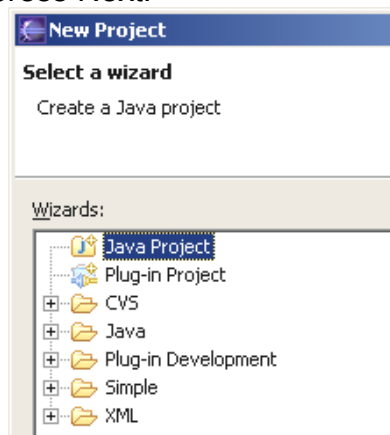 New Project
Select a wizard
Create a Java project
Wizards:
Java Project
Plug-in Project
CVS
Java
Plug-in Development
Simple
XML